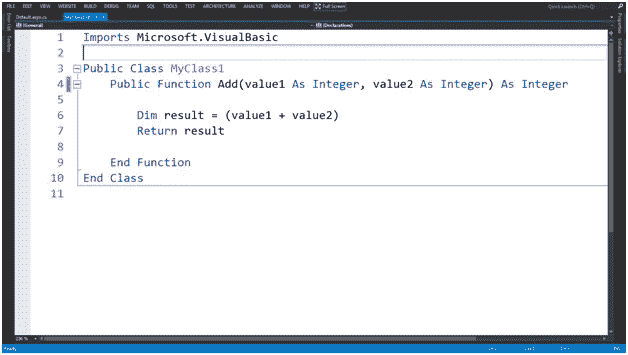 FILE EDIT VIEW WEBSITE BUILD DEBUG TEAM SQL TOOLS TEST ARCHITECTURE ANALYZE WINDOW HELP Full Screen
Default.aspx.cs
(General) (Declarations)
1 Imports Microsoft.VisualBasic
2
3 Public Class MyClass1
4 Public Function Add(value1 As Integer, value2 As Integer) As Integer
5
6 Dim result = (value1 + value2)
7 Return result
8
9 End Function
10 End Class
11
Ready